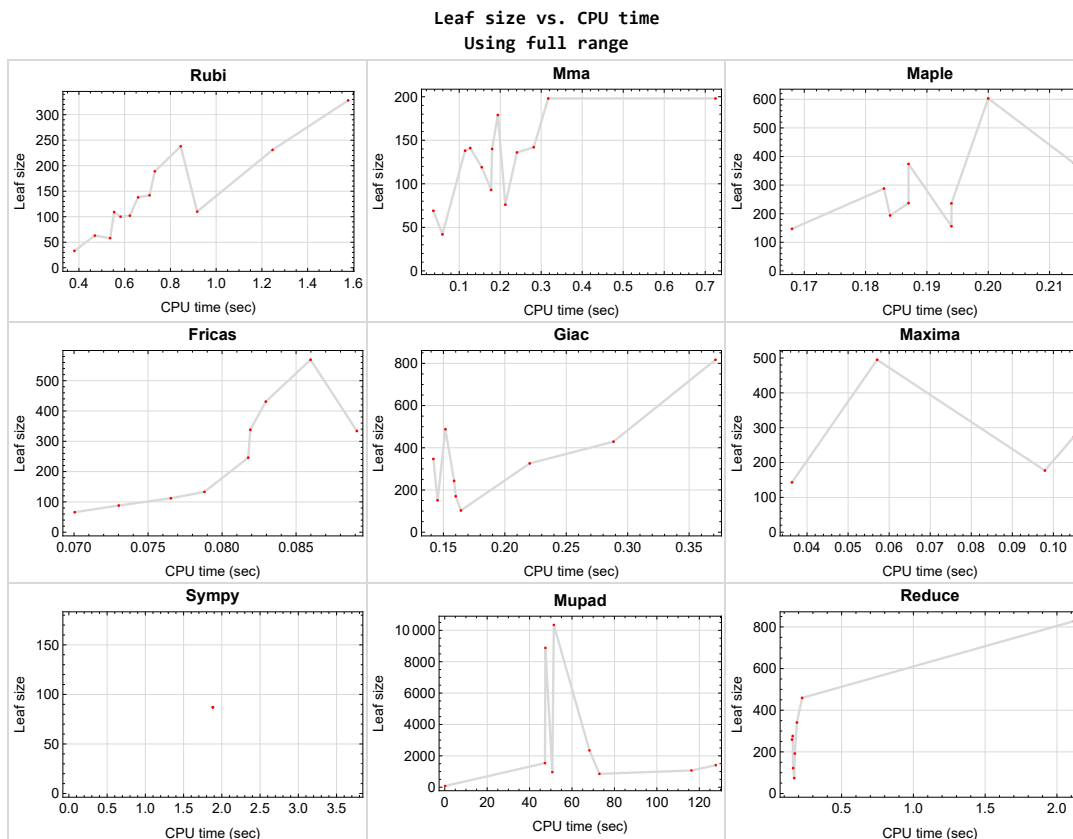 Leaf size vs. CPU time
Using full range
Rubi
Leaf size
300
250
200
150
100
50
0
0.4 0.6 0.8 1.0 1.2 1.4 1.6
CPU time (sec)
Mma
Leaf size
200
150
100
50
0
0.1 0.2 0.3 0.4 0.5 0.6 0.7
CPU time (sec)
Maple
Leaf size
600
500
400
300
200
100
0
0.17 0.18 0.19 0.20 0.21
CPU time (sec)
Fricas
Leaf size
500
400
300
200
100
0
0.070 0.075 0.080 0.085
CPU time (sec)
Giac
Leaf size
800
600
400
200
0
0.15 0.20 0.25 0.30 0.35
CPU time (sec)
Maxima
Leaf size
500
400
300
200
100
0
0.04 0.05 0.06 0.07 0.08 0.09 0.10
CPU time (sec)
Sympy
Leaf size
150
100
50
0
0.0 0.5 1.0 1.5 2.0 2.5 3.0 3.5
CPU time (sec)
Mupad
Leaf size
10 000
8000
6000
4000
2000
0
0 20 40 60 80 100 120
CPU time (sec)
Reduce
Leaf size
800
600
400
200
0
0.5 1.0 1.5 2.0
CPU time (sec)